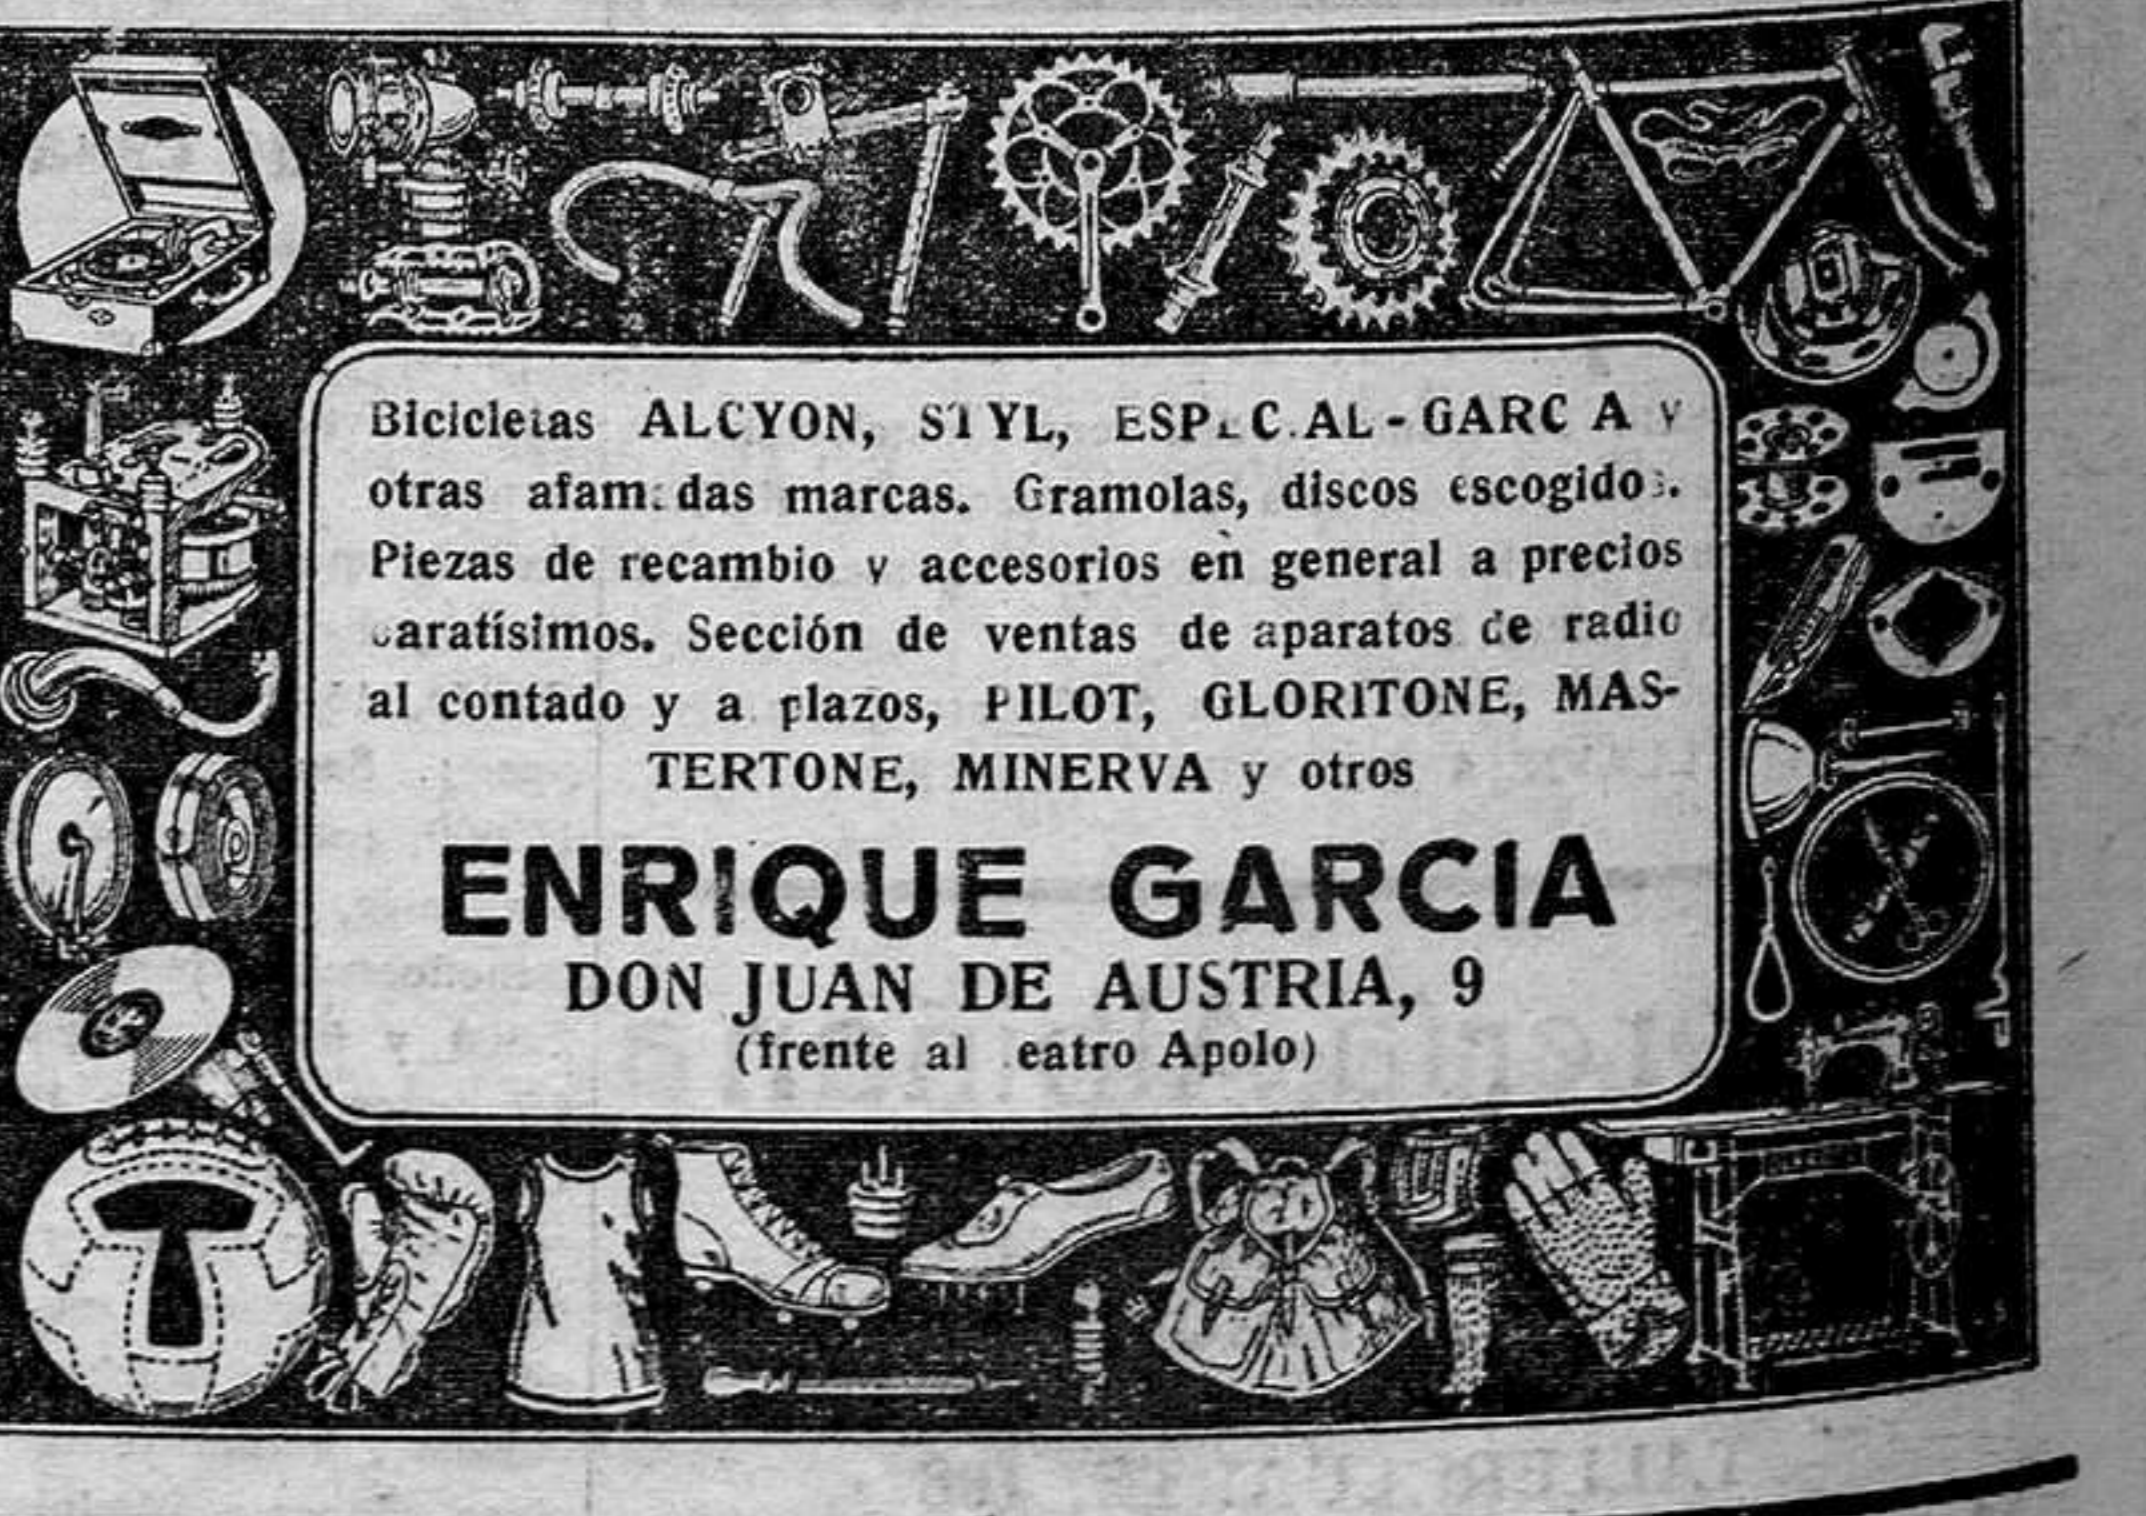 Bicicletas ALCYON, STYL, ESPECIAL-GARCIA y
otras afamadas marcas. Gramolas, discos escogidos.
Piezas de recambio y accesorios en general a precios
baratísimos. Sección de ventas de aparatos de radio
al contado y a plazos, PILOT, GLORITONE, MAS-
TERTONE, MINERVA y otros
ENRIQUE GARCIA
DON JUAN DE AUSTRIA, 9
(frente al teatro Apolo)